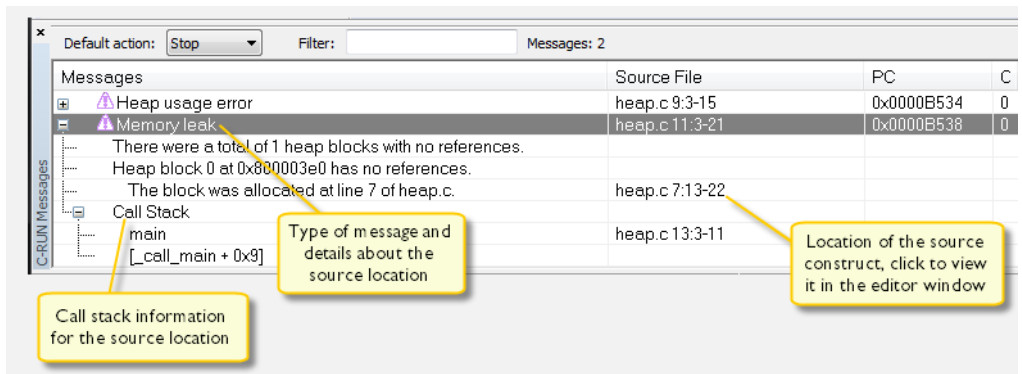 ×
Default action: Stop Filter: Messages: 2
Messages Source File PC C
Heap usage error heap.c 9:3-15 0x0000B534 0
Memory leak heap.c 11:3-21 0x0000B538 0
There were a total of 1 heap blocks with no references.
Heap block 0 at 0x800003e0 has no references.
The block was allocated at line 7 of heap.c. heap.c 7:13-22
Call Stack
main heap.c 13:3-11
[_call_main + 0x9]
C-RUN Messages
Type of message and
details about the
source location
Location of the source
construct, click to view
it in the editor window
Call stack information
for the source location